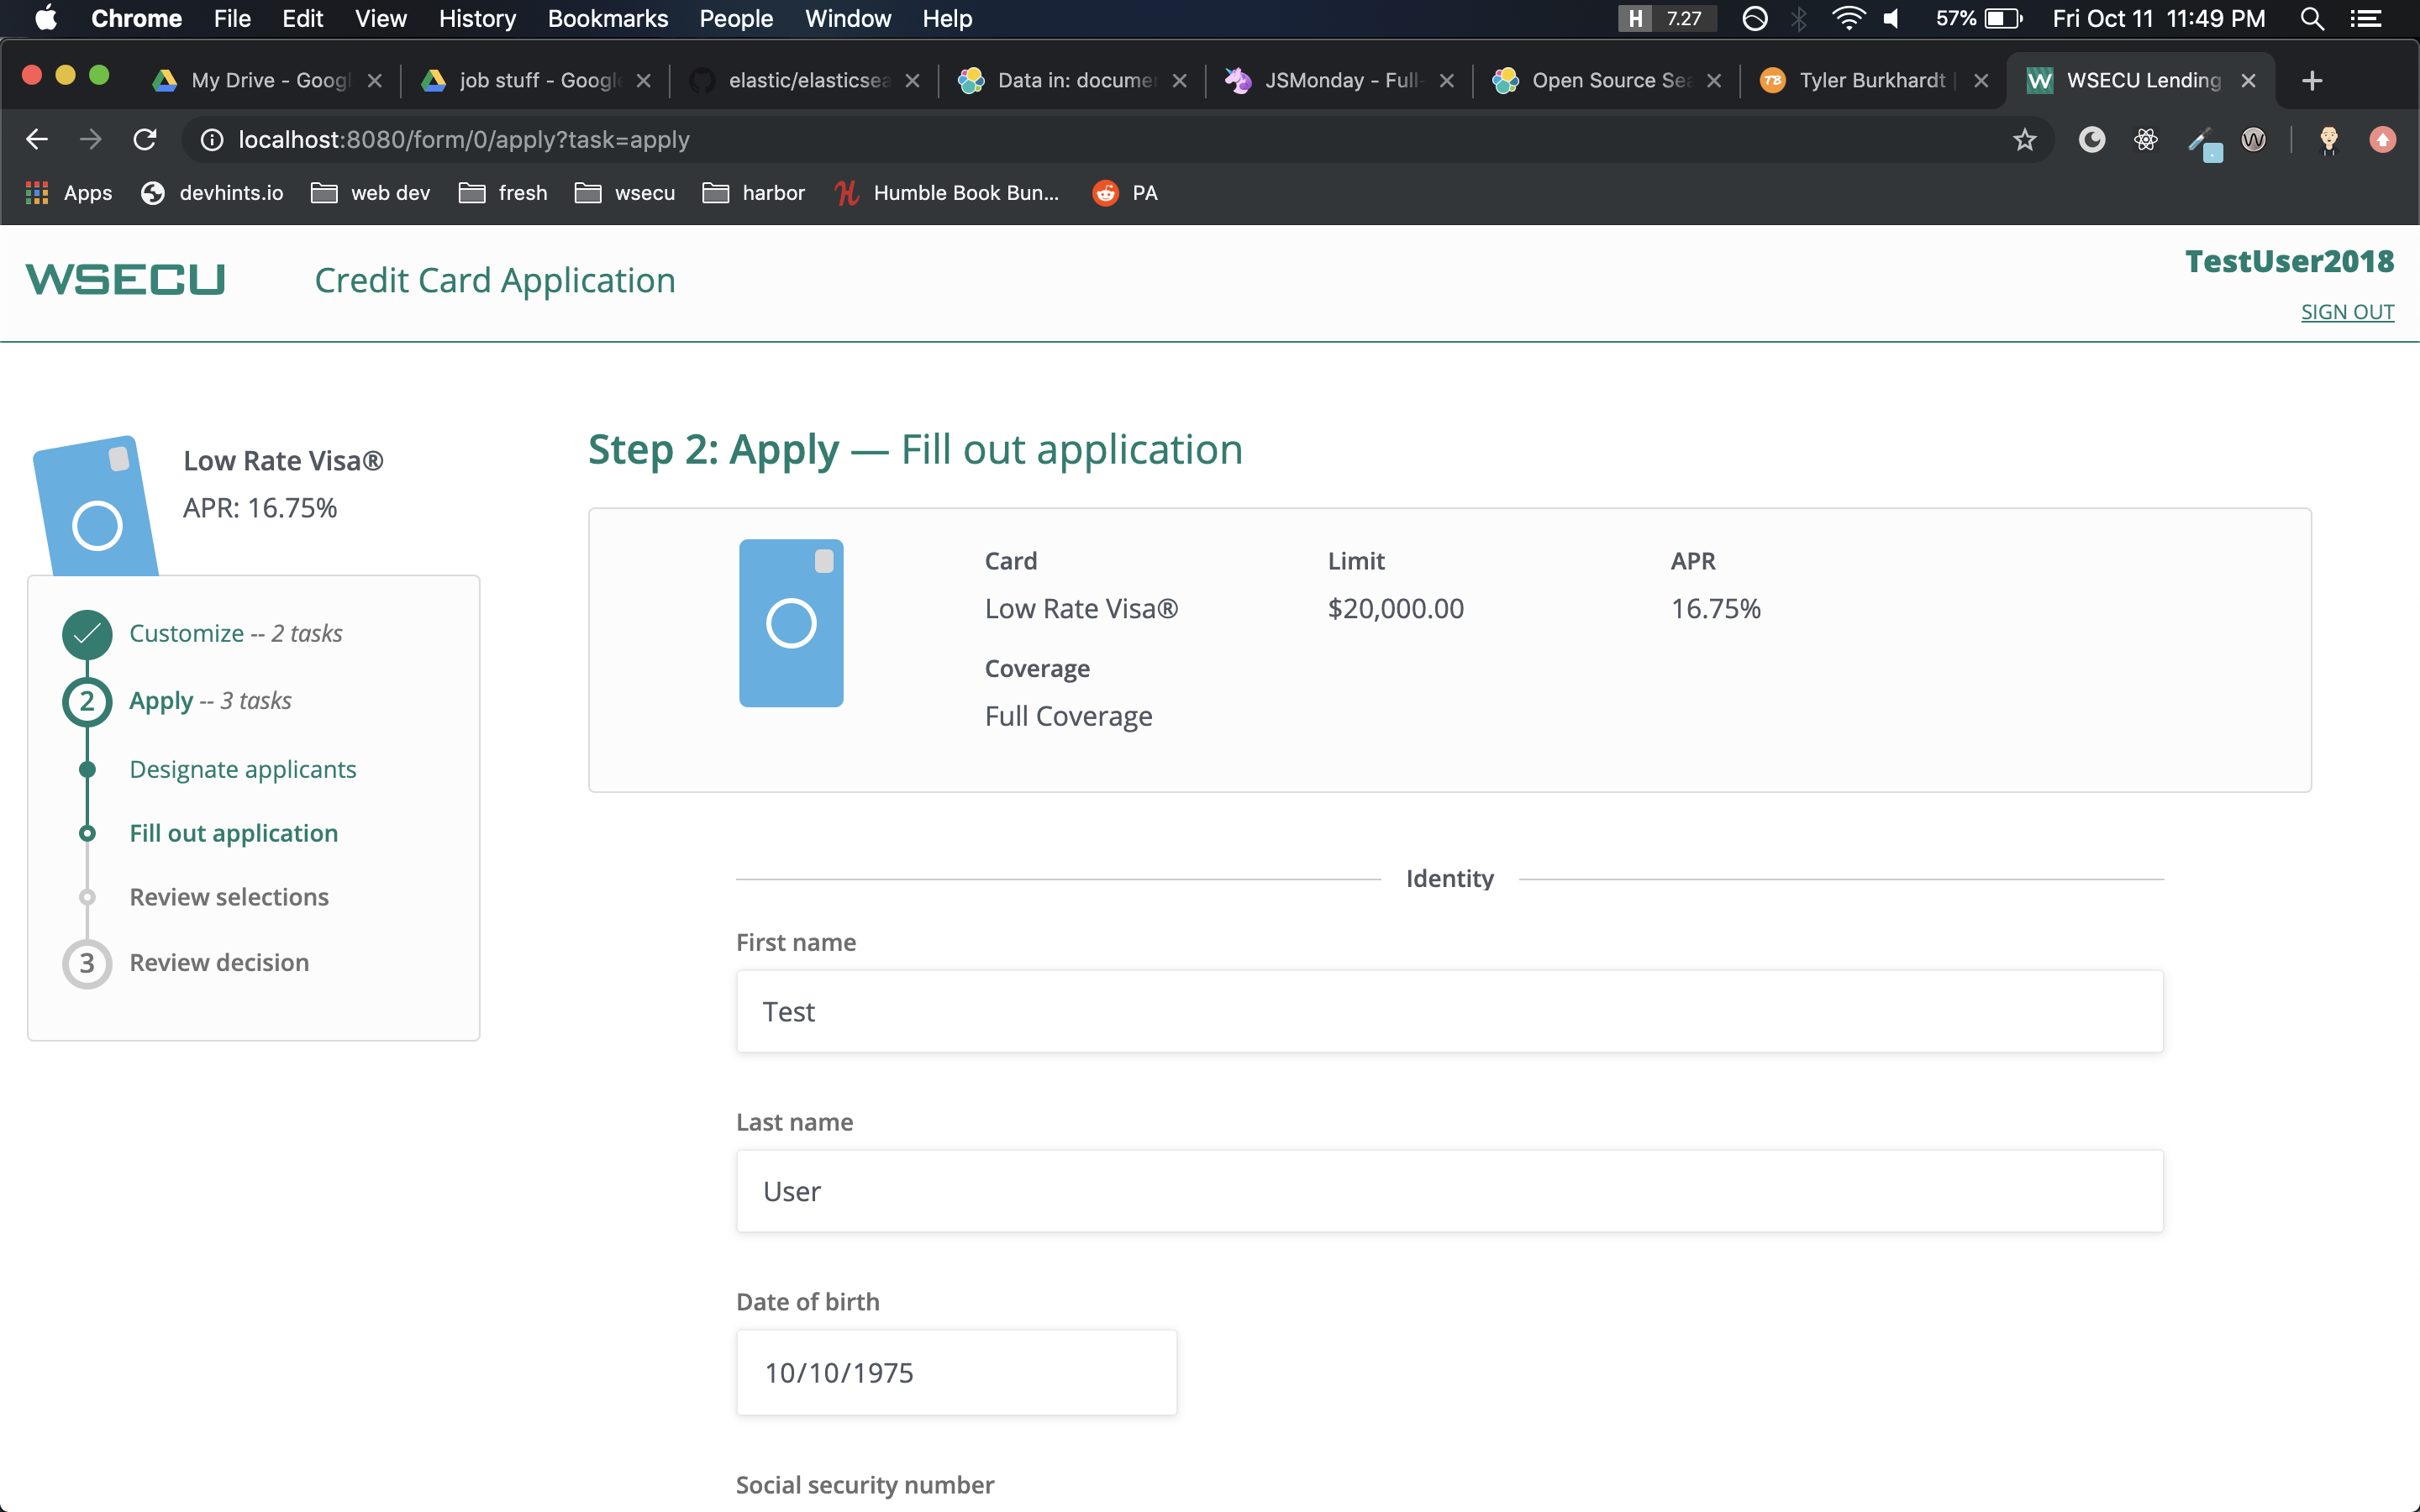 Chrome File Edit View History Bookmarks People Window Help H 7.27 57% Fri Oct 11 11:49 PM
My Drive - Googl job stuff - Google elastic/elasticsea Data in: documen JSMonday - Full- Open Source Sea TB Tyler Burkhardt | W WSECU Lending
localhost:8080/form/0/apply?task=apply
Apps devhints.io web dev fresh wsecu harbor H Humble Book Bun... PA
WSECU Credit Card Application TestUser2018
SIGN OUT
Low Rate Visa®
APR: 16.75%
Customize -- 2 tasks
2 Apply -- 3 tasks
Designate applicants
Fill out application
Review selections
3 Review decision
Step 2: Apply — Fill out application
Card Limit APR
Low Rate Visa® $20,000.00 16.75%
Coverage
Full Coverage
Identity
First name
Test
Last name
User
Date of birth
10/10/1975
Social security number